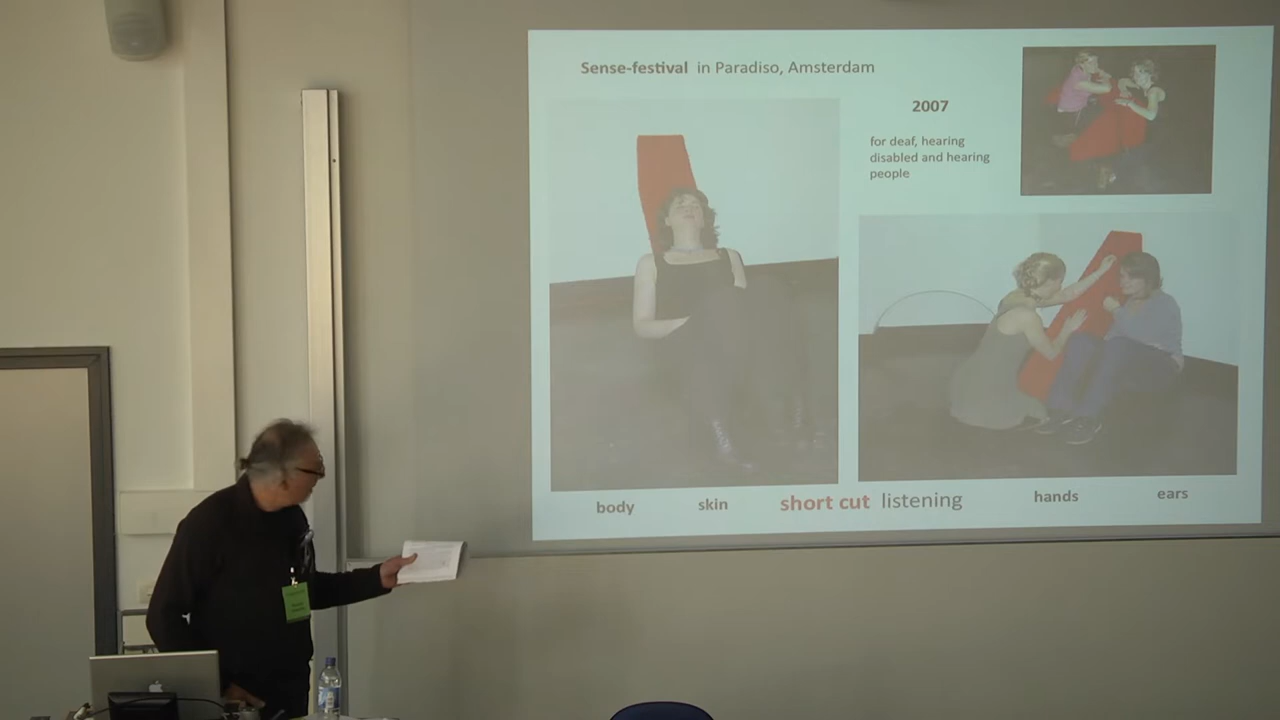 Sense-festival in Paradiso, Amsterdam
2007
for deaf, hearing
disabled and hearing
people
body skin short cut listening hands ears